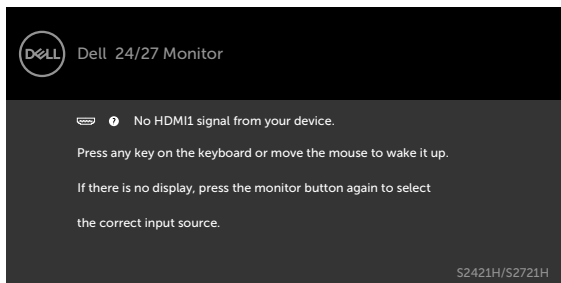 DELL
Dell 24/27 Monitor
? No HDMI1 signal from your device.
Press any key on the keyboard or move the mouse to wake it up.
If there is no display, press the monitor button again to select
the correct input source.
S2421H/S2721H